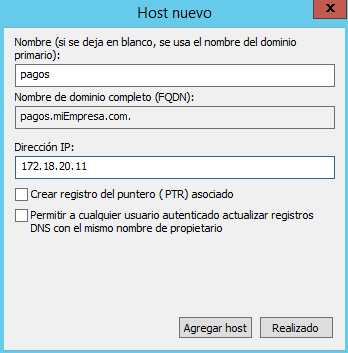 Host nuevo
x
Nombre (si se deja en blanco, se usa el nombre del dominio
primario):
pagos
Nombre de dominio completo (FQDN):
pagos.miEmpresa.com.
Dirección IP:
172.18.20.11
Crear registro del puntero (PTR) asociado
Permitir a cualquier usuario autenticado actualizar registros
DNS con el mismo nombre de propietario
Agregar host
Realizado